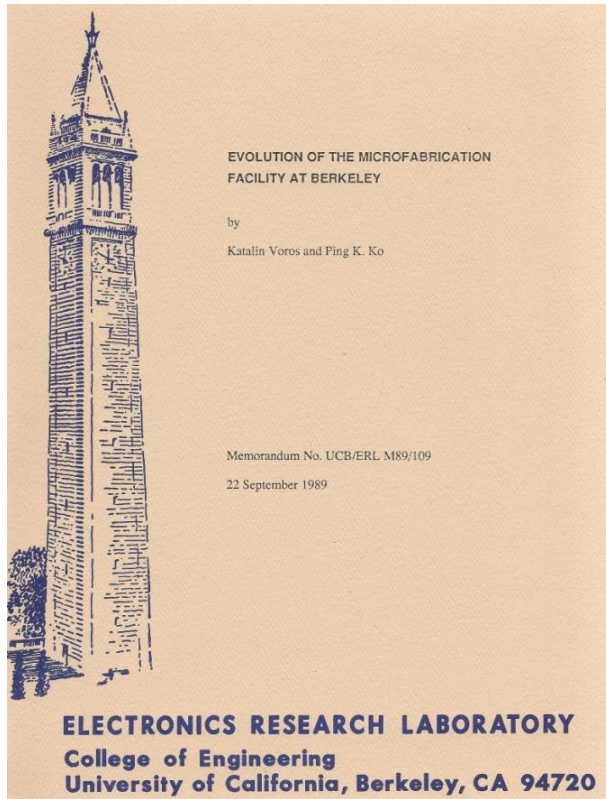 EVOLUTION OF THE MICROFABRICATION
FACILITY AT BERKELEY
by
Katalin Voros and Ping K. Ko
Memorandum No. UCB/ERL M89/109
22 September 1989
ELECTRONICS RESEARCH LABORATORY
College of Engineering
University of California, Berkeley, CA 94720